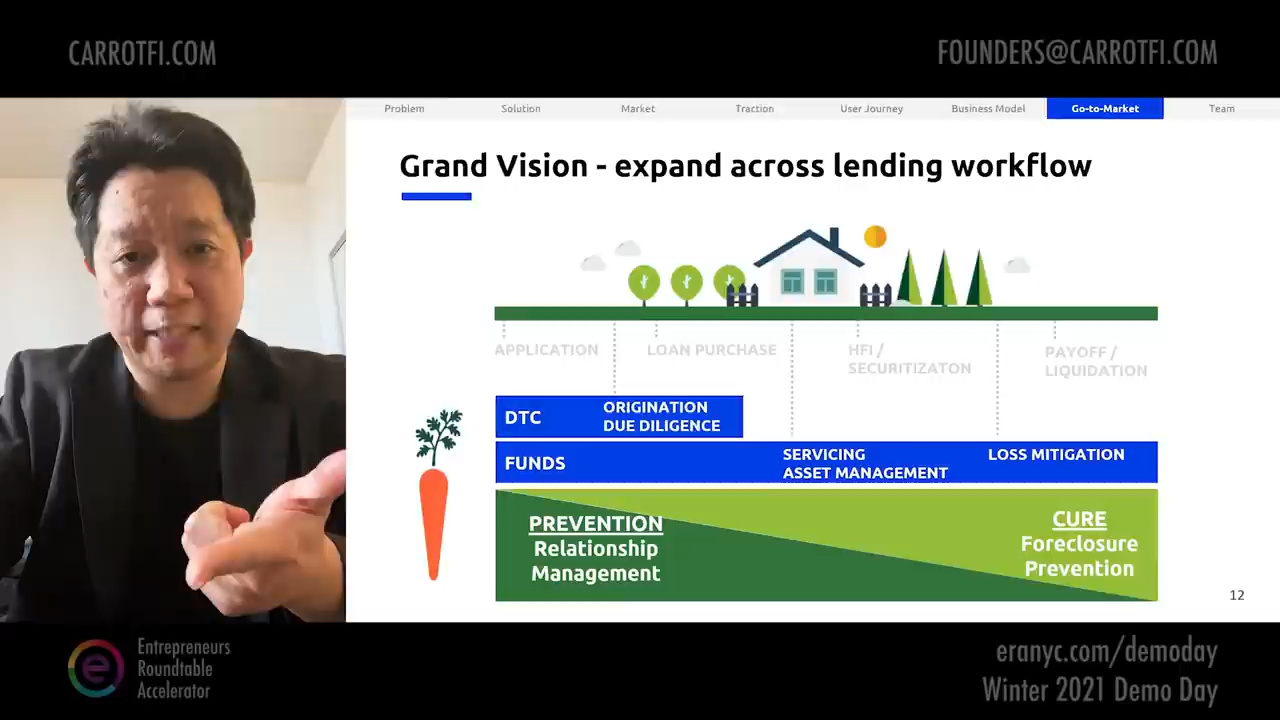 CARROTFI.COM
FOUNDERS@CARROTFI.COM
Problem
Solution
Market
Traction
User Journey
Business Model
Go-to-Market
Team
Grand Vision - expand across lending workflow
APPLICATION
LOAN PURCHASE
HFI /
SECURITIZATON
PAYOFF /
LIQUIDATION
DTC
ORIGINATION
DUE DILIGENCE
FUNDS
SERVICING
ASSET MANAGEMENT
LOSS MITIGATION
PREVENTION
Relationship
Management
CURE
Foreclosure
Prevention
12
e
Entrepreneurs
Roundtable
Accelerator
eranyc.com/demoday
Winter 2021 Demo Day